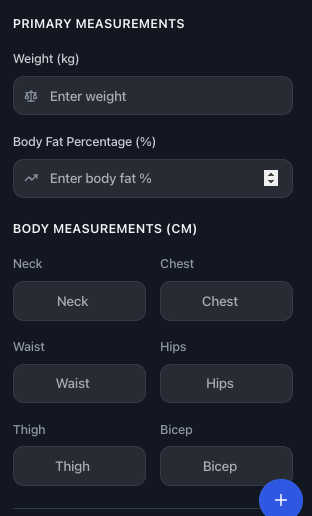 PRIMARY MEASUREMENTS
Weight (kg)
Enter weight
Body Fat Percentage (%)
Enter body fat %
BODY MEASUREMENTS (CM)
Neck Chest
Neck Chest
Waist Hips
Waist Hips
Thigh Bicep
Thigh Bicep
+